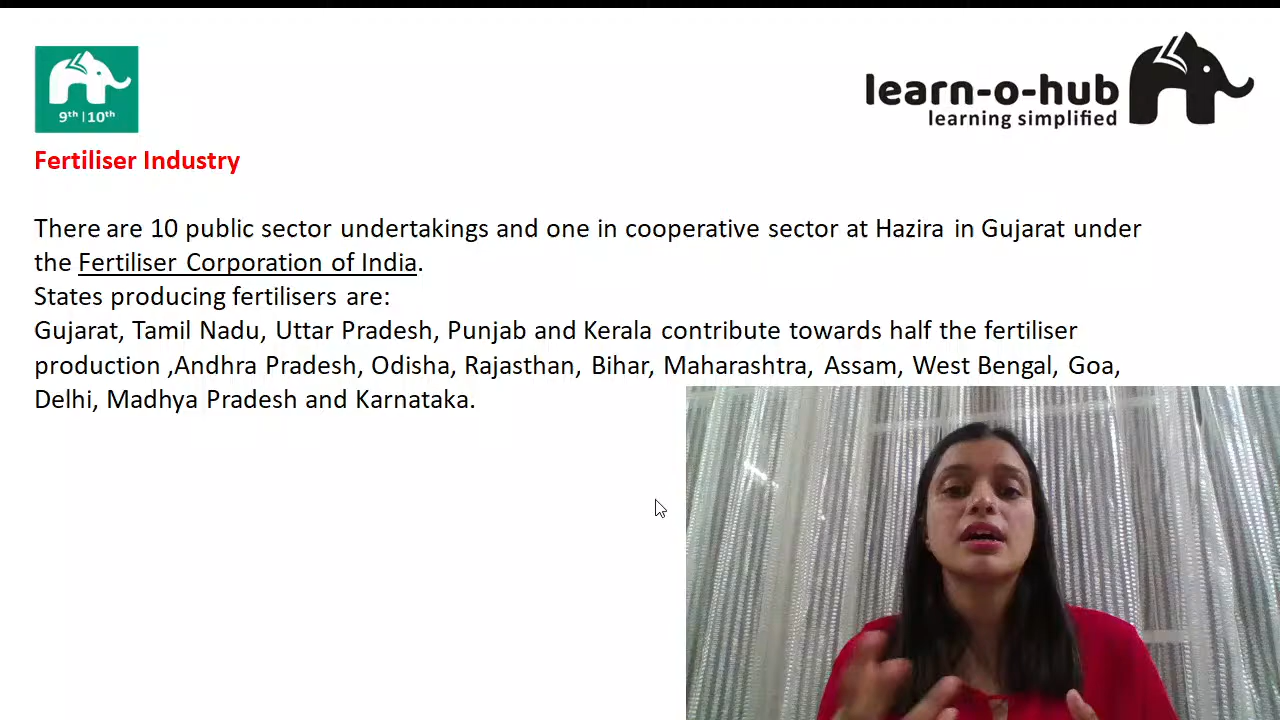 9th | 10th
learn-o-hub
learning simplified
Fertiliser Industry
There are 10 public sector undertakings and one in cooperative sector at Hazira in Gujarat under
the Fertiliser Corporation of India.
States producing fertilisers are:
Gujarat, Tamil Nadu, Uttar Pradesh, Punjab and Kerala contribute towards half the fertiliser
production ,Andhra Pradesh, Odisha, Rajasthan, Bihar, Maharashtra, Assam, West Bengal, Goa,
Delhi, Madhya Pradesh and Karnataka.